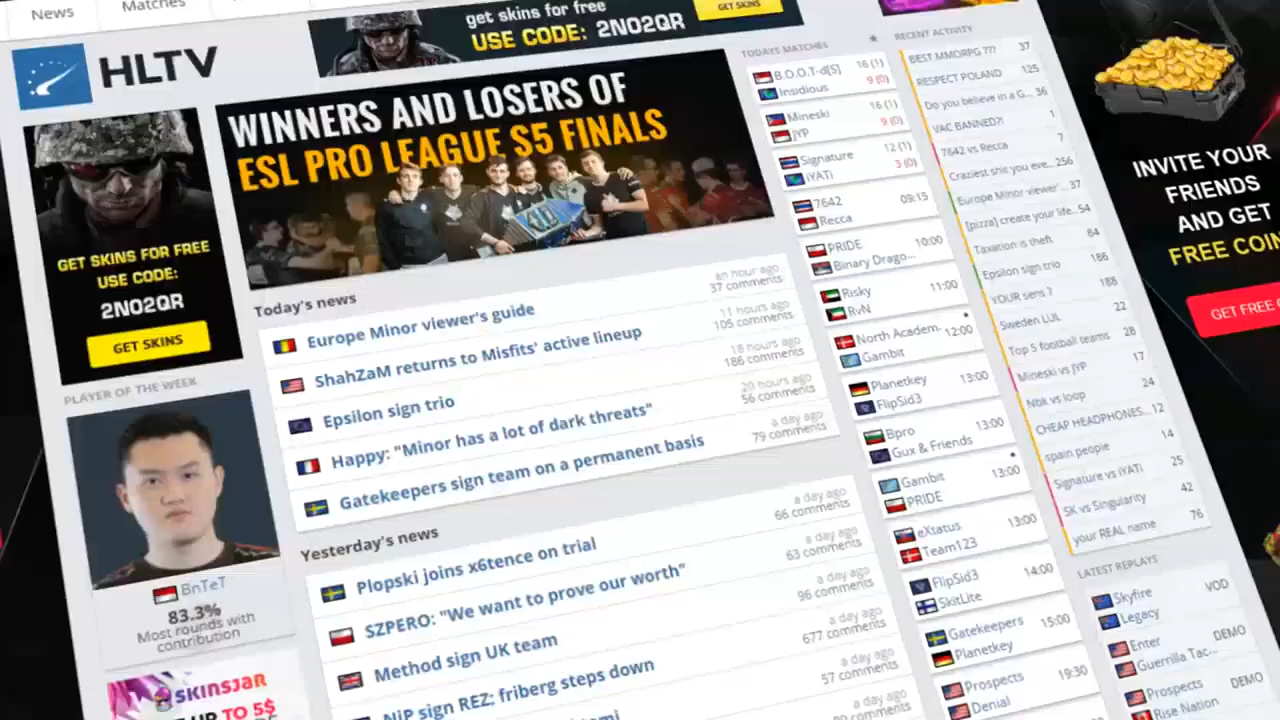 News
Matches
HLTV
get skins for free
USE CODE: 2NO2QR
GET SKINS
GET SKINS FOR FREE
USE CODE:
2NO2QR
GET SKINS
PLAYER OF THE WEEK
BnTeT
83.3%
Most rounds with
contribution
SKINSJAR
UP TO 5$
WINNERS AND LOSERS OF
ESL PRO LEAGUE S5 FINALS
Today's news
Europe Minor viewer's guide
an hour ago
37 comments
ShahZaM returns to Misfits' active lineup
11 hours ago
105 comments
Epsilon sign trio
18 hours ago
186 comments
Happy: "Minor has a lot of dark threats"
20 hours ago
56 comments
Gatekeepers sign team on a permanent basis
a day ago
79 comments
Yesterday's news
Plopski joins x6tence on trial
a day ago
66 comments
SZPERO: "We want to prove our worth"
a day ago
63 comments
Method sign UK team
a day ago
96 comments
NiP sign REZ; friberg steps down
a day ago
677 comments
a day ago
57 comments
a day ago
TODAYS MATCHES
B.O.O.T-d[S] 16 (1)
Insidious 9 (0)
Mineski 16 (1)
JYP 9 (0)
Signature 12 (1)
iYATi 3 (0)
7642 09:15
Recca
PRIDE 10:00
Binary Drago...
Risky 11:00
RvN
North Academ.
Gambit 12:00
Planetkey 13:00
FlipSid3
Bpro 13:00
Gux & Friends
Gambit 13:00
PRIDE
eXtatus 13:00
Team123
FlipSid3 14:00
SkitLite
Gatekeepers 15:00
Planetkey
Prospects 19:30
Denial
RECENT ACTIVITY
BEST MMORPG ??? 37
RESPECT POLAND 125
Do you believe in a G... 36
VAC BANNED?! 1
7642 vs Recca 7
Craziest shit you eve... 256
Europe Minor viewer'... 37
[pizza] create your life... 54
Taxation is theft 84
Epsilon sign trio 186
YOUR sens ? 188
Sweden LUL 22
Top 5 football teams 28
Mineski vs JYP 17
Nbk vs loop 24
CHEAP HEADPHONES... 12
spain people 14
Signature vs iYATi 25
SK vs Singularity 42
your REAL name 76
LATEST REPLAYS
Skyfire VOD
Legacy
Enter DEMO
Guerrilla Tac...
Prospects DEMO
Rise Nation
INVITE YOUR
FRIENDS
AND GET
FREE COIN
GET FREE